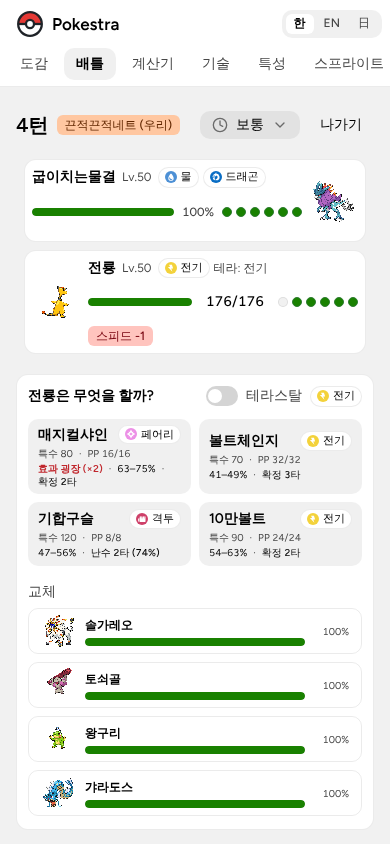 Pokestra
한 EN 日
도감 배틀 계산기 기술 특성 스프라이트
4턴 끈적끈적네트 (우리) 보통 나가기
굽이치는물결 Lv.50 물 드래곤
100%
전룡 Lv.50 전기 테라: 전기
176/176
스피드 -1
전룡은 무엇을 할까? 테라스탈 전기
매지컬샤인 페어리
특수 80 · PP 16/16
효과 굉장 (×2) · 63–75% ·
확정 2타
볼트체인지 전기
특수 70 · PP 32/32
41–49% · 확정 3타
기합구슬 격투
특수 120 · PP 8/8
47–56% · 난수 2타 (74%)
10만볼트 전기
특수 90 · PP 24/24
54–63% · 확정 2타
교체
솔가레오
100%
토쇠골
100%
왕구리
100%
갸라도스
100%